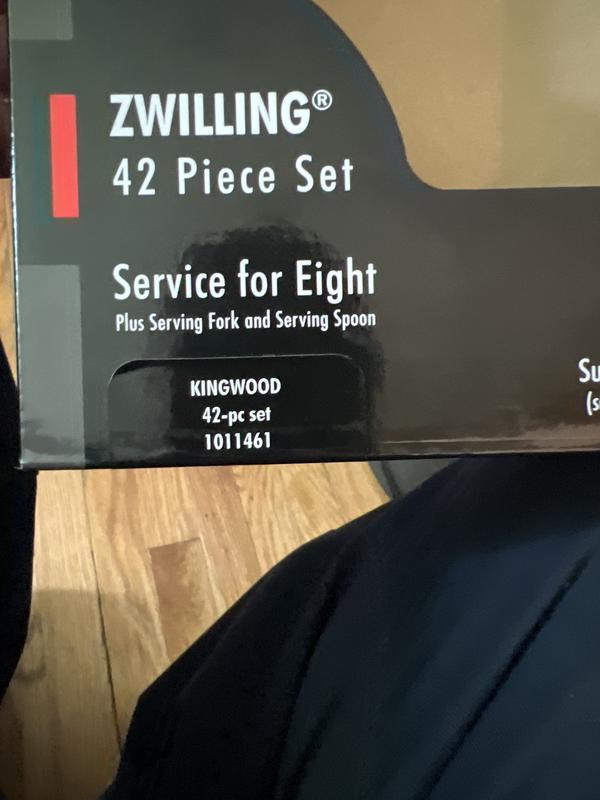 ZWILLING®
42 Piece Set
Service for Eight
Plus Serving Fork and Serving Spoon
KINGWOOD
42-pc set
1011461